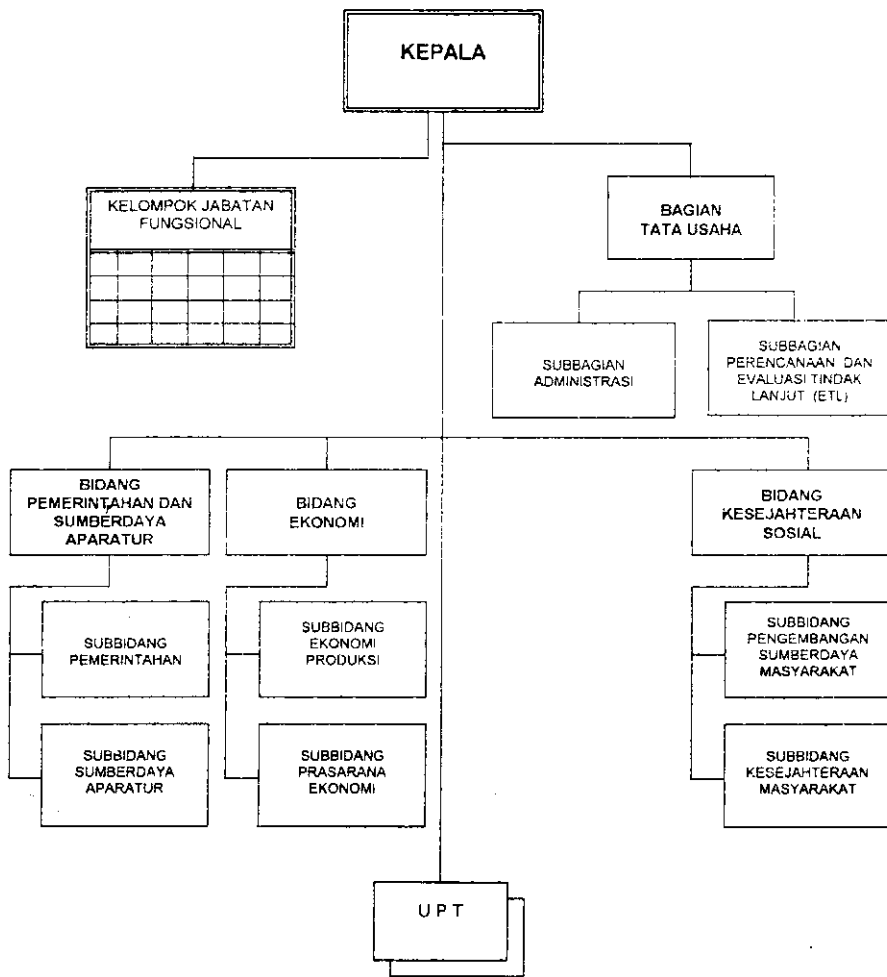 KEPALA
KELOMPOK JABATAN
FUNGSIONAL
BAGIAN
TATA USAHA
SUBBAGIAN
ADMINISTRASI
SUBBAGIAN
PERENCANAAN DAN
EVALUASI TINDAK
LANJUT (ETL)
BIDANG
PEMERINTAHAN DAN
SUMBERDAYA
APARATUR
BIDANG
EKONOMI
BIDANG
KESEJAHTERAAN
SOSIAL
SUBBIDANG
PEMERINTAHAN
SUBBIDANG
EKONOMI
PRODUKSI
SUBBIDANG
PENGEMBANGAN
SUMBERDAYA
MASYARAKAT
SUBBIDANG
SUMBERDAYA
APARATUR
SUBBIDANG
PRASARANA
EKONOMI
SUBBIDANG
KESEJAHTERAAN
MASYARAKAT
U P T